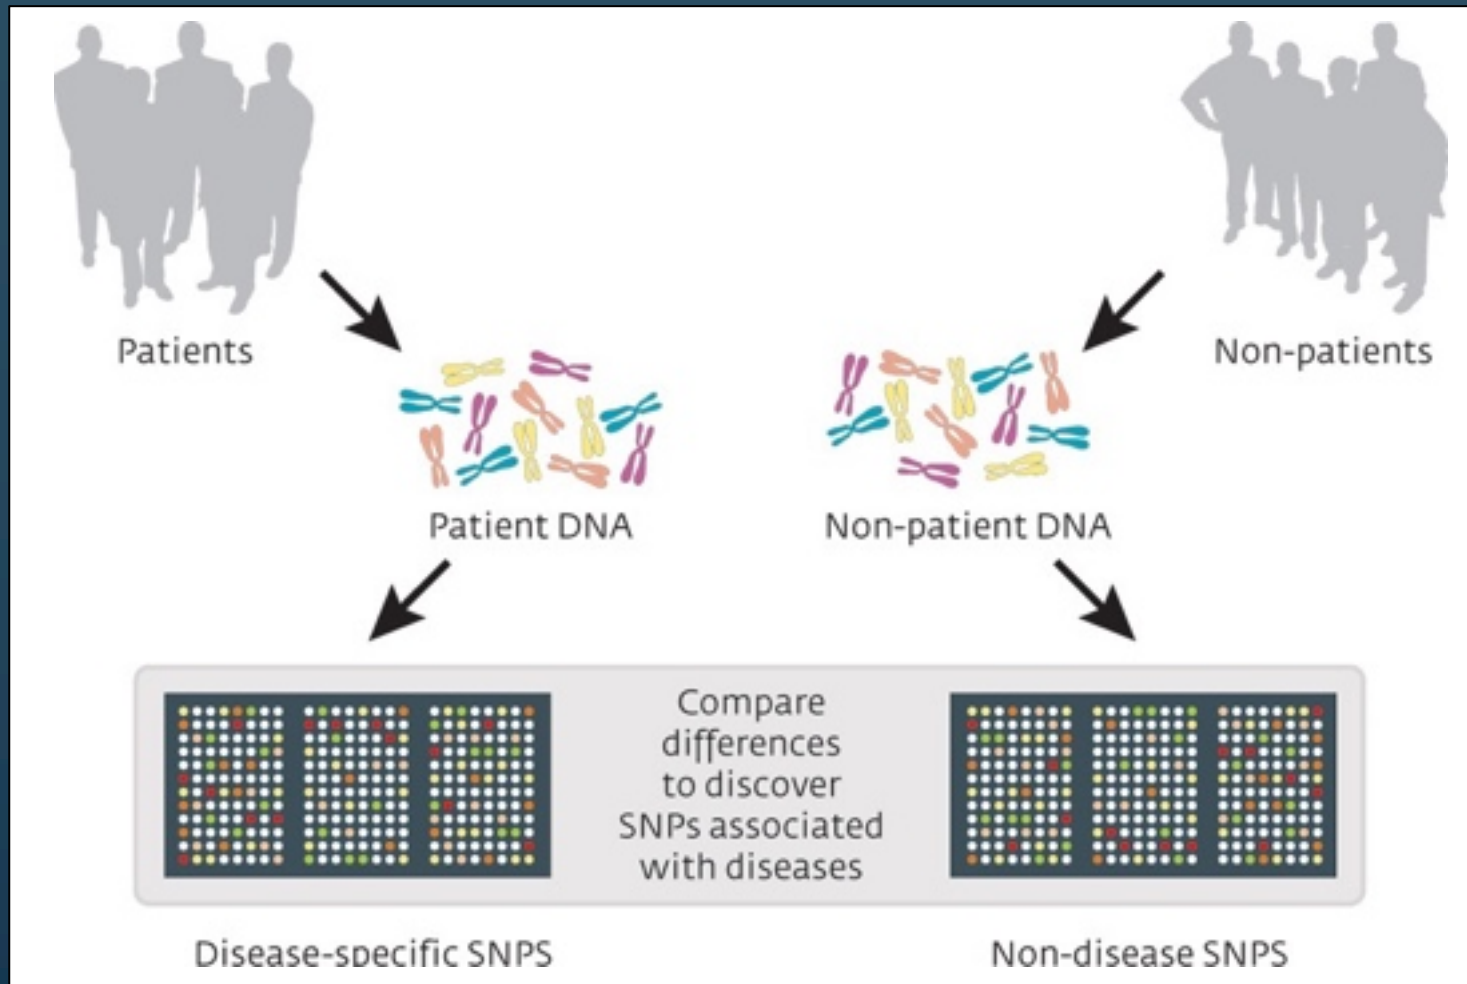 Patients
Non-patients
Patient DNA
Non-patient DNA
Compare
differences
to discover
SNPs associated
with diseases
Disease-specific SNPS
Non-disease SNPS